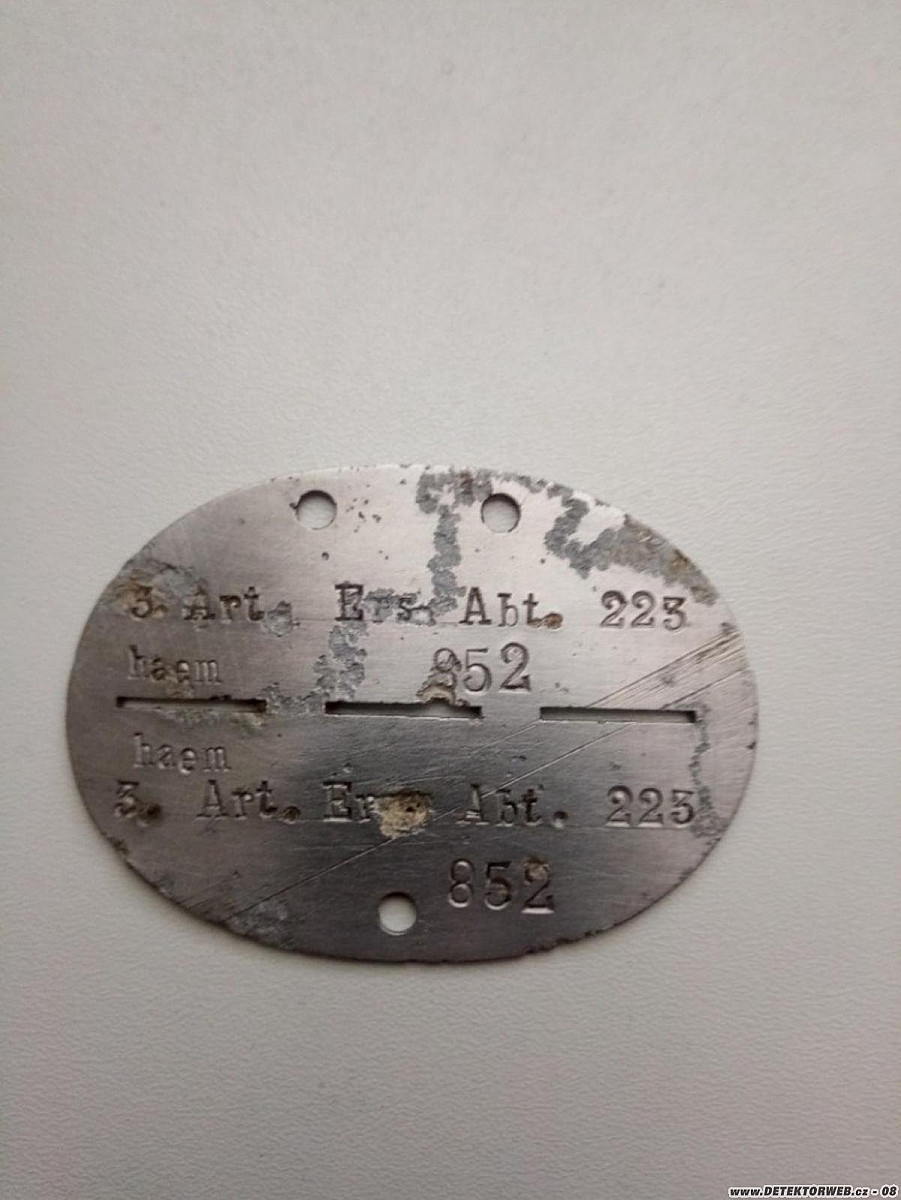 3. Art. Ers. Abt. 223
haem 852
haem
3. Art. Ers. Abt. 223
852
www.DETEKTORWEB.cz - 08